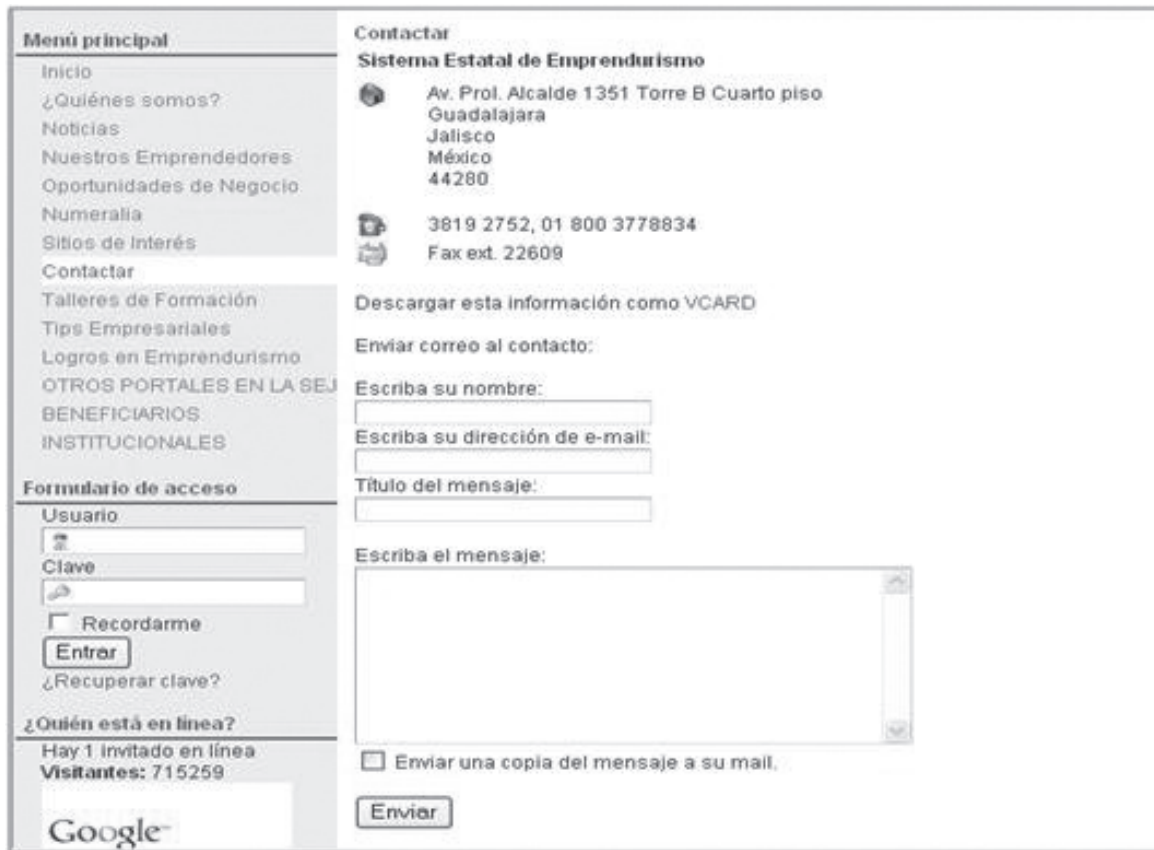 Menú principal
Inicio
¿Quiénes somos?
Noticias
Nuestros Emprendedores
Oportunidades de Negocio
Numeralia
Sitios de Interés
Contactar
Talleres de Formación
Tips Empresariales
Logros en Emprendurismo
OTROS PORTALES EN LA SEJ
BENEFICIARIOS
INSTITUCIONALES
Formulario de acceso
Usuario
Clave
Recordarme
Entrar
¿Recuperar clave?
¿Quién está en línea?
Hay 1 invitado en línea
Visitantes: 715259
Google™
Contactar
Sistema Estatal de Emprendurismo
Av. Prol. Alcalde 1351 Torre B Cuarto piso
Guadalajara
Jalisco
México
44280
3819 2752, 01 800 3778834
Fax ext. 22609
Descargar esta información como VCARD
Enviar correo al contacto:
Escriba su nombre:
Escriba su dirección de e-mail:
Título del mensaje:
Escriba el mensaje:
Enviar una copia del mensaje a su mail.
Enviar